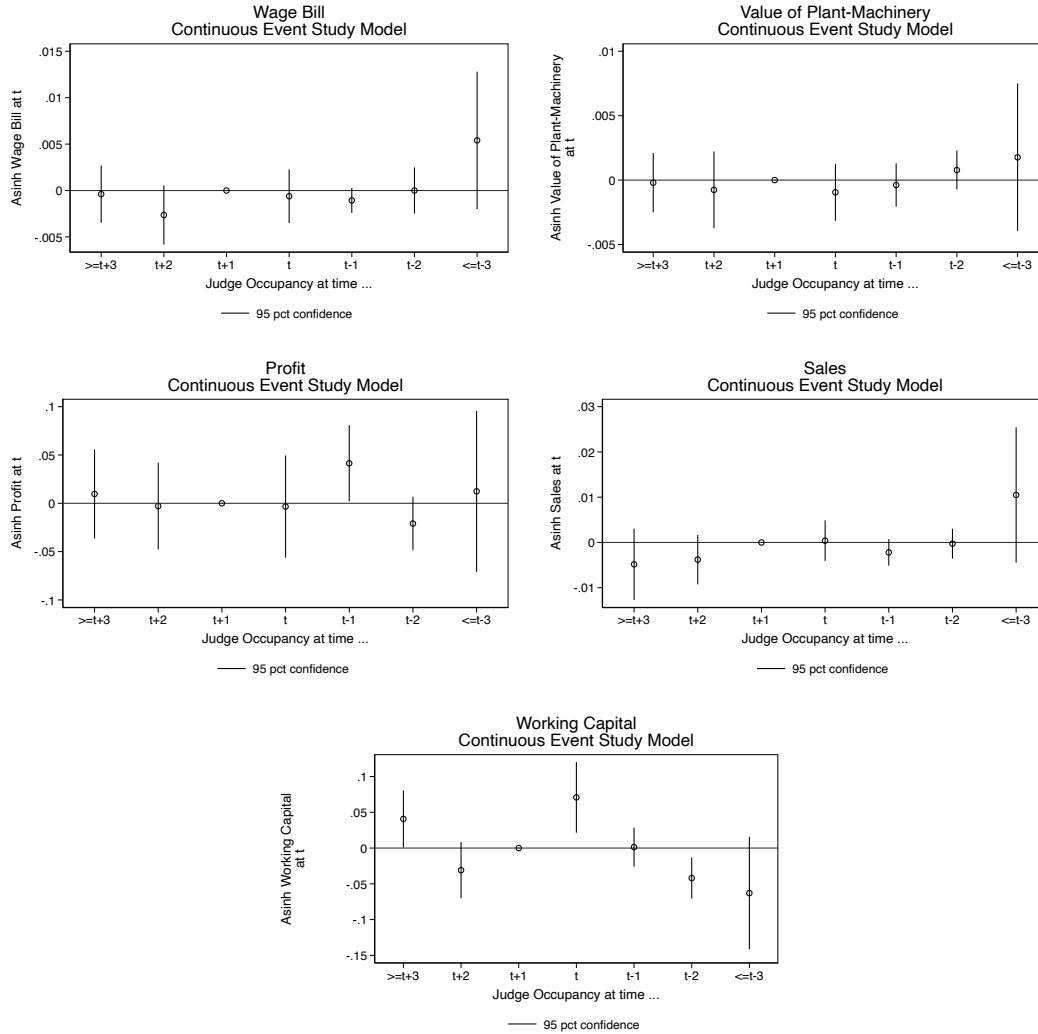 Wage Bill
Continuous Event Study Model
Asinh Wage Bill at t
.015
.01
.005
0
-.005
>=t+3 t+2 t+1 t t-1 t-2 <=t-3
Judge Occupancy at time ...
95 pct confidence
Value of Plant-Machinery
Continuous Event Study Model
Asinh Value of Plant-Machinery
at t
.01
.005
0
-.005
>=t+3 t+2 t+1 t t-1 t-2 <=t-3
Judge Occupancy at time ...
95 pct confidence
Profit
Continuous Event Study Model
Asinh Profit at t
.1
.05
0
-.05
-.1
>=t+3 t+2 t+1 t t-1 t-2 <=t-3
Judge Occupancy at time ...
95 pct confidence
Sales
Continuous Event Study Model
Asinh Sales at t
.03
.02
.01
0
-.01
>=t+3 t+2 t+1 t t-1 t-2 <=t-3
Judge Occupancy at time ...
95 pct confidence
Working Capital
Continuous Event Study Model
Asinh Working Capital
at t
.1
.05
0
-.05
-.1
-.15
>=t+3 t+2 t+1 t t-1 t-2 <=t-3
Judge Occupancy at time ...
95 pct confidence